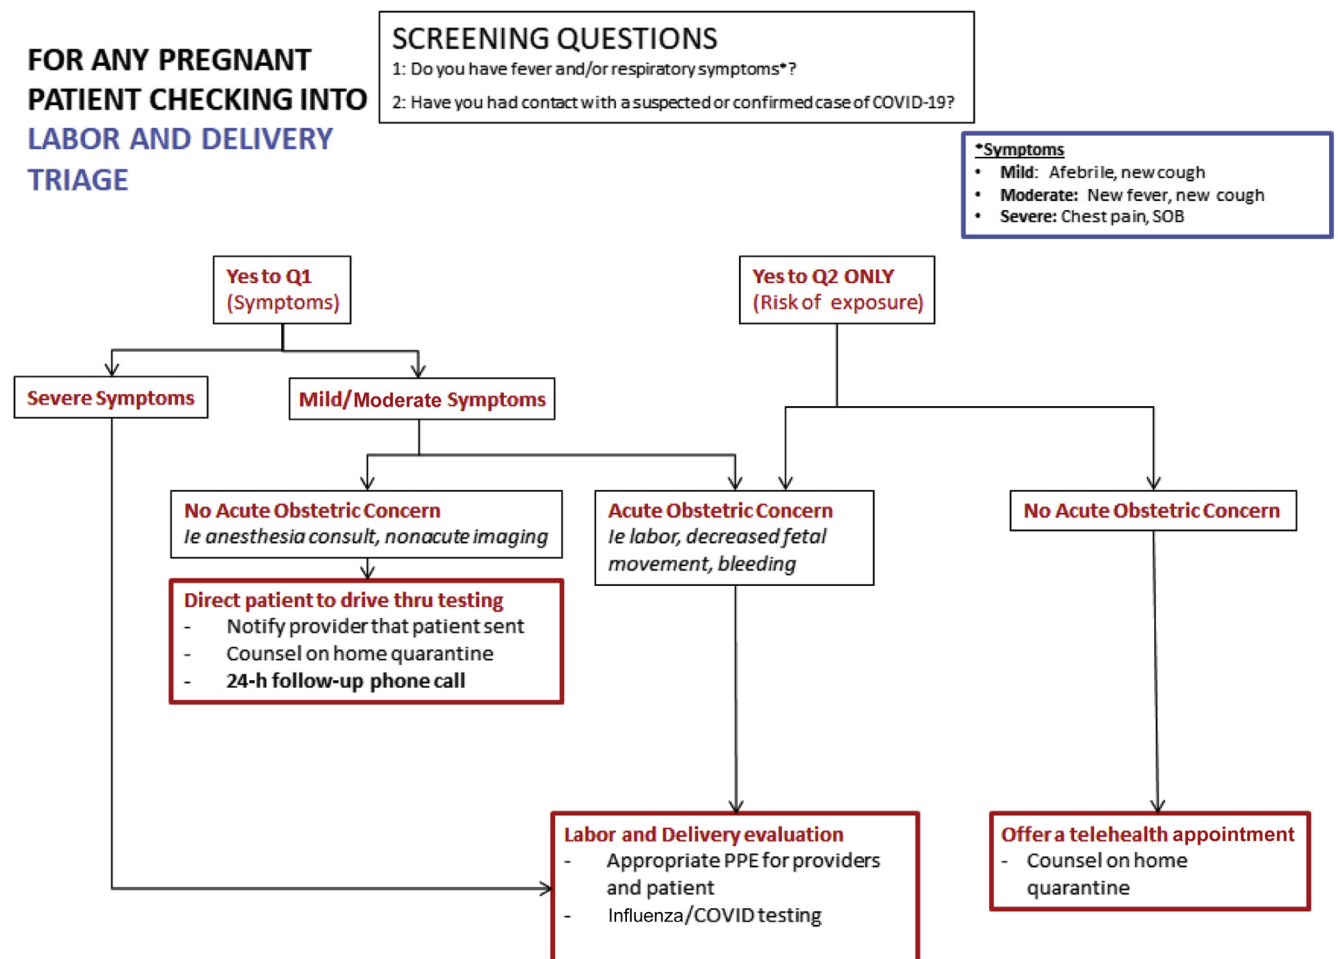 FOR ANY PREGNANT
PATIENT CHECKING INTO
LABOR AND DELIVERY
TRIAGE
SCREENING QUESTIONS
1: Do you have fever and/or respiratory symptoms*?
2: Have you had contact with a suspected or confirmed case of COVID-19?
*Symptoms
• Mild: Afebrile, new cough
• Moderate: New fever, new cough
• Severe: Chest pain, SOB
Yes to Q1
(Symptoms)
Yes to Q2 ONLY
(Risk of exposure)
Severe Symptoms
Mild/Moderate Symptoms
No Acute Obstetric Concern
Ie anesthesia consult, nonacute imaging
Acute Obstetric Concern
Ie labor, decreased fetal
movement, bleeding
No Acute Obstetric Concern
Direct patient to drive thru testing
- Notify provider that patient sent
- Counsel on home quarantine
- 24-h follow-up phone call
Labor and Delivery evaluation
- Appropriate PPE for providers
and patient
- Influenza/COVID testing
Offer a telehealth appointment
- Counsel on home
quarantine